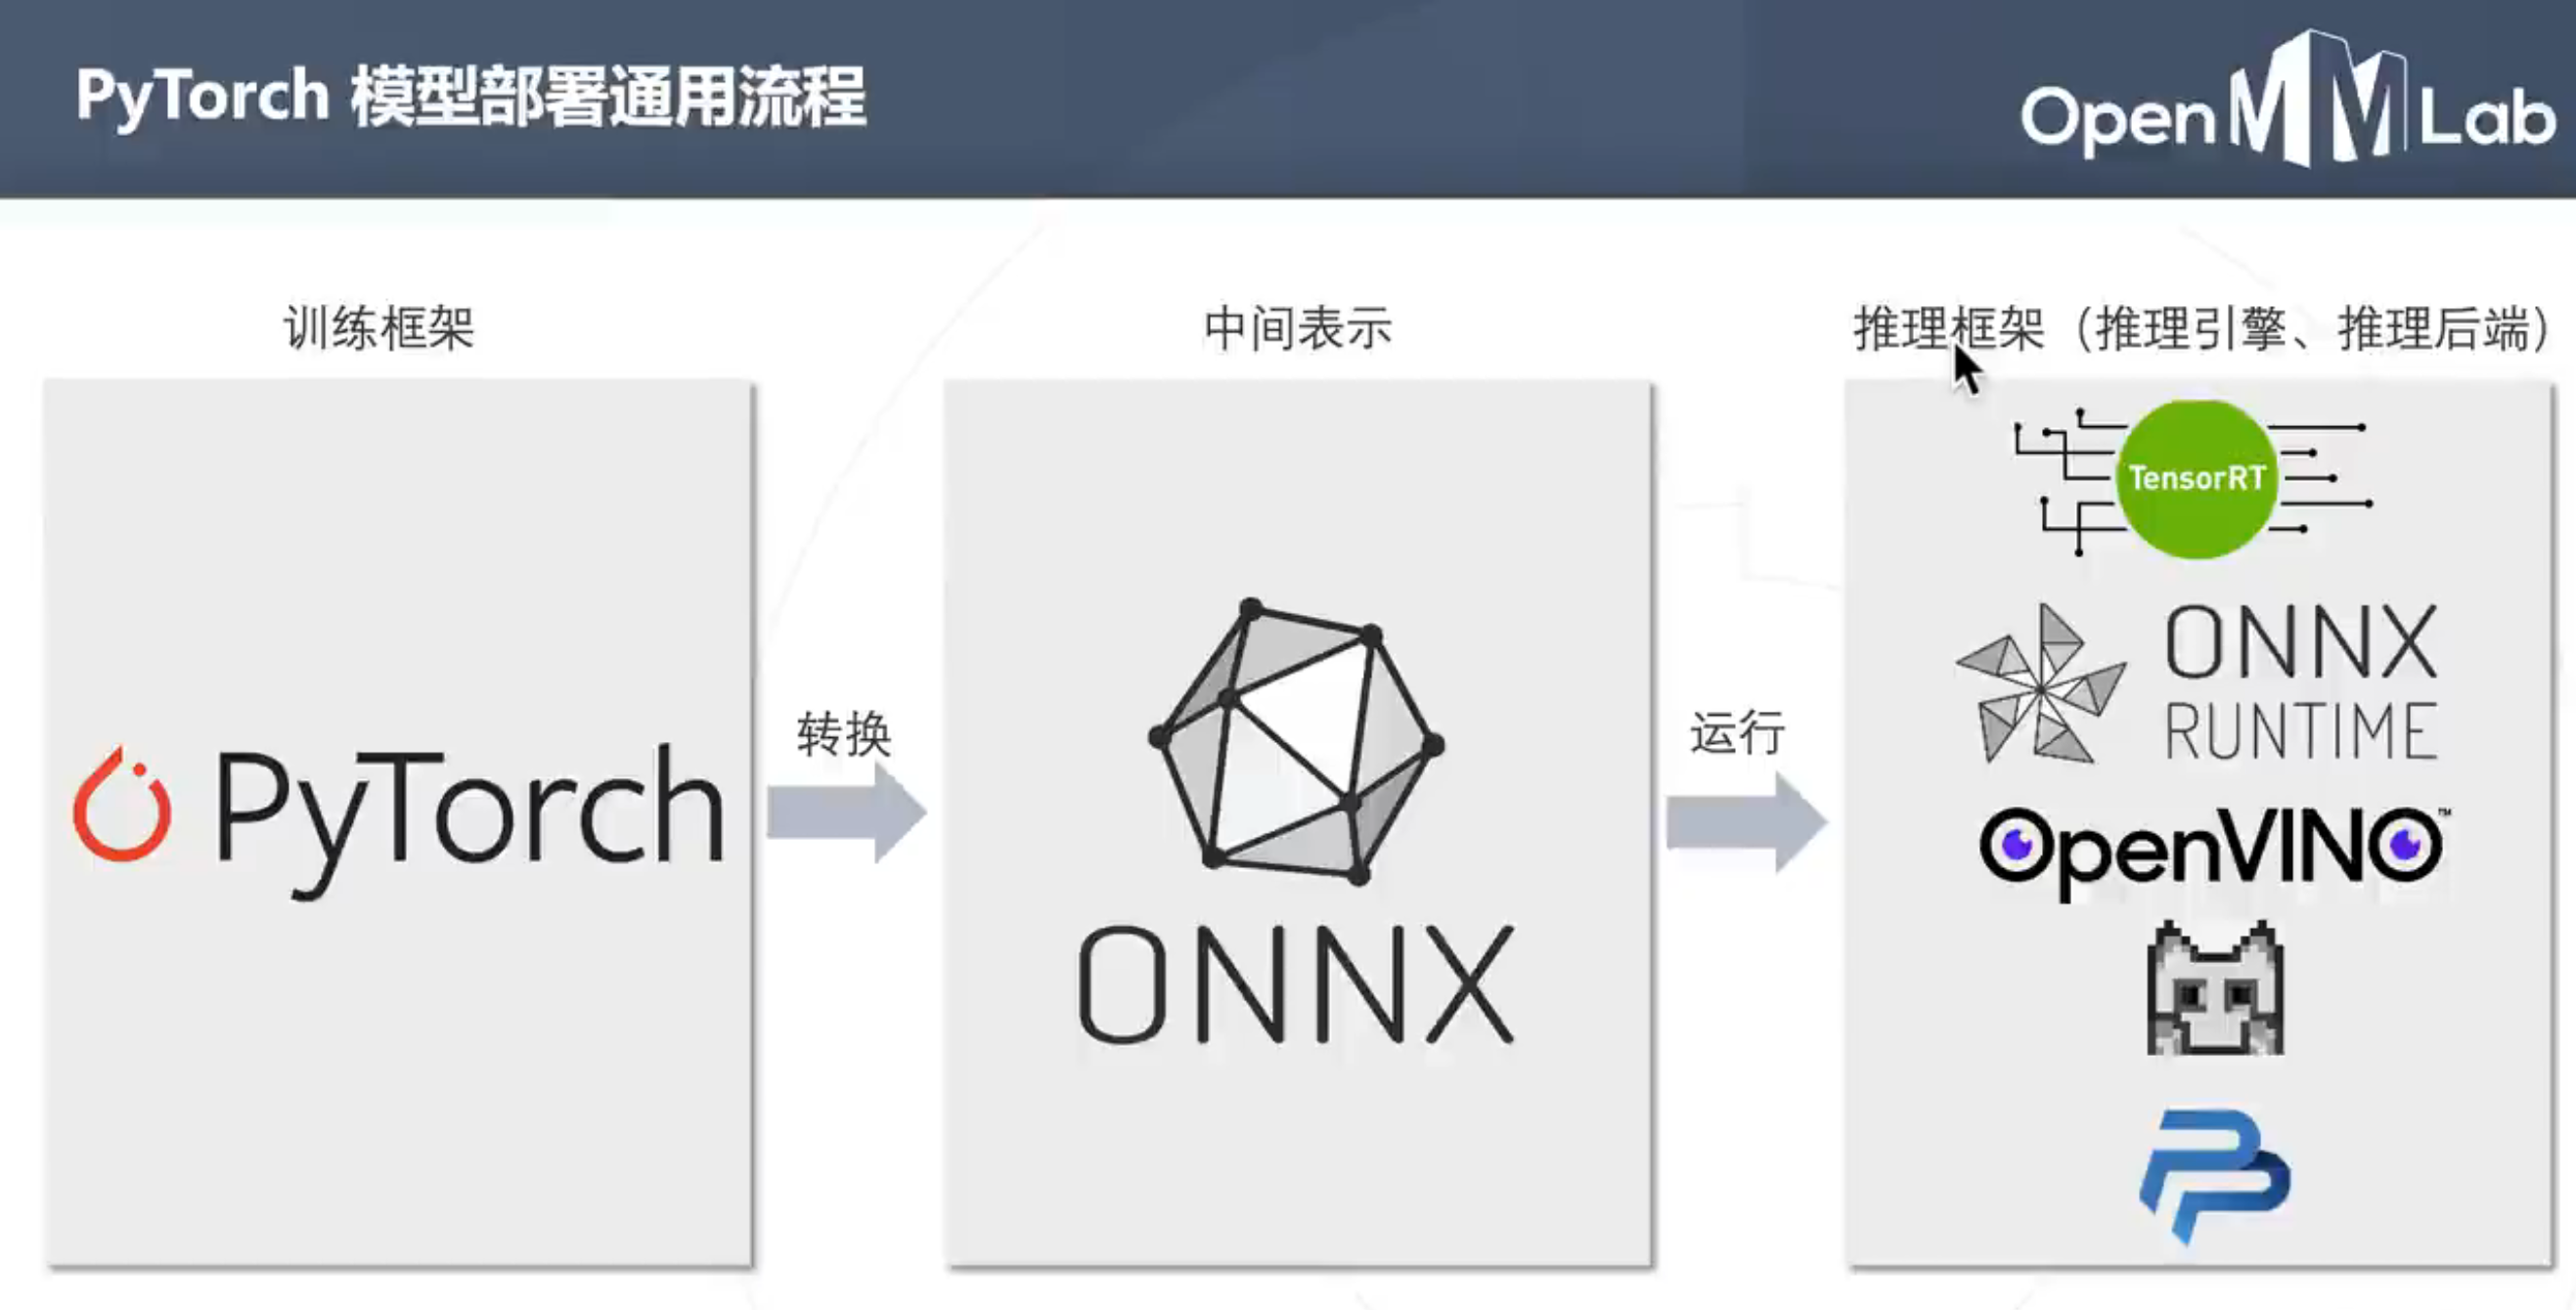 PyTorch 模型部署通用流程
OpenMMLab
训练框架
中间表示
推理框架（推理引擎、推理后端）
PyTorch
转换
ONNX
运行
TensorRT
ONNX
RUNTIME
OpenVINO™